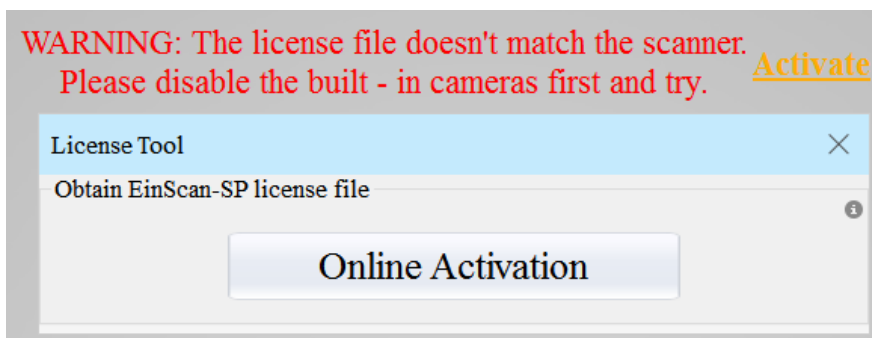 WARNING: The license file doesn't match the scanner.
Please disable the built - in cameras first and try.
Activate
License Tool
Obtain EinScan-SP license file
Online Activation